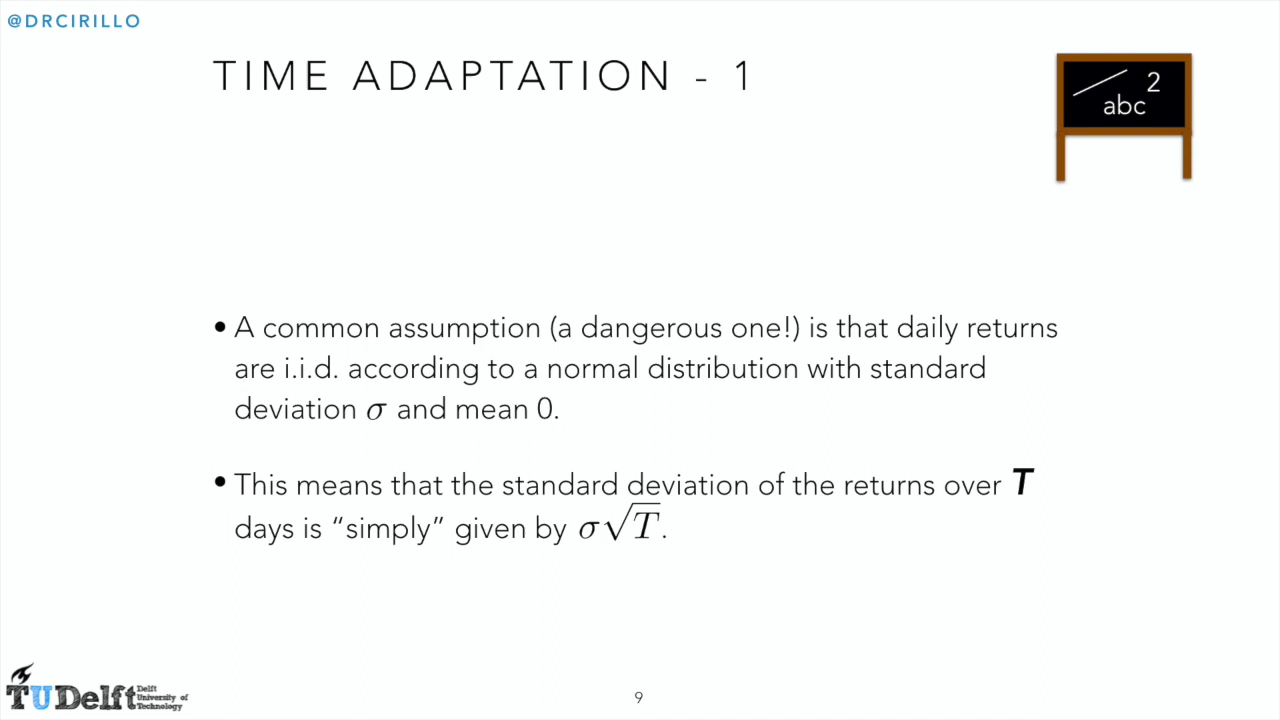 @DRCIRILLO
TIME ADAPTATION - 1
2
abc
• A common assumption (a dangerous one!) is that daily returns
are i.i.d. according to a normal distribution with standard
deviation σ and mean 0.
• This means that the standard deviation of the returns over T
days is “simply” given by σ√T.
TUDelft
Delft
University of
Technology
9